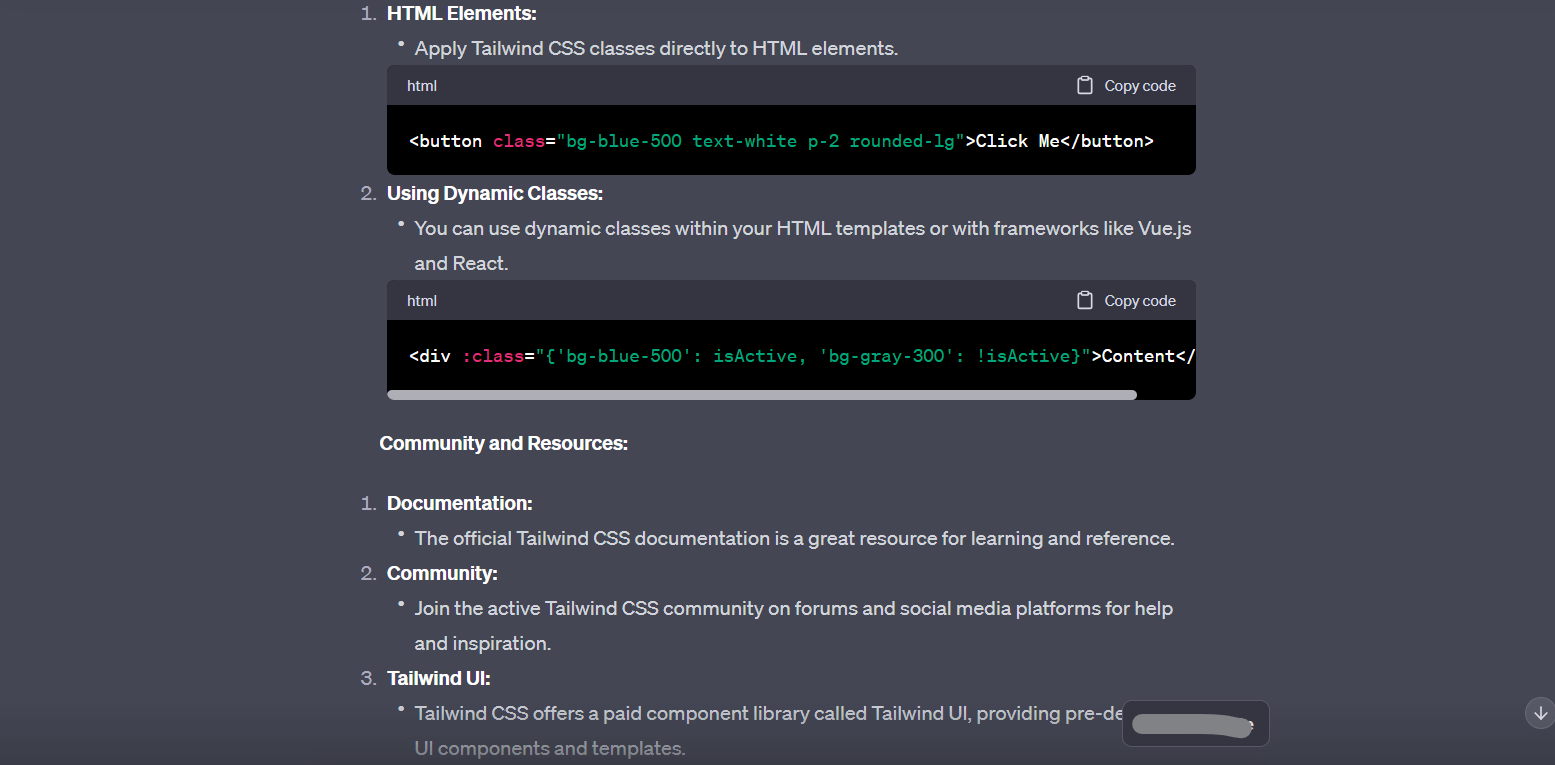 1. HTML Elements:
• Apply Tailwind CSS classes directly to HTML elements.
html Copy code
<button class="bg-blue-500 text-white p-2 rounded-lg">Click Me</button>
2. Using Dynamic Classes:
• You can use dynamic classes within your HTML templates or with frameworks like Vue.js
and React.
html Copy code
<div :class="{'bg-blue-500': isActive, 'bg-gray-300': !isActive}">Content</
Community and Resources:
1. Documentation:
• The official Tailwind CSS documentation is a great resource for learning and reference.
2. Community:
• Join the active Tailwind CSS community on forums and social media platforms for help
and inspiration.
3. Tailwind UI:
• Tailwind CSS offers a paid component library called Tailwind UI, providing pre-de
UI components and templates.